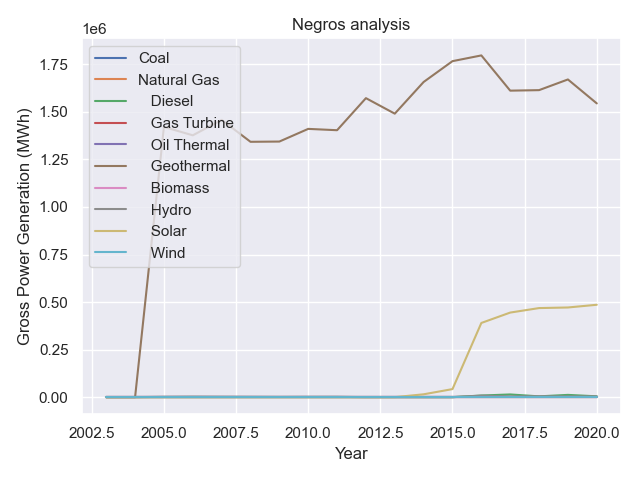 Negros analysis
1e6
Gross Power Generation (MWh)
1.75
1.50
1.25
1.00
0.75
0.50
0.25
0.00
Coal
Natural Gas
Diesel
Gas Turbine
Oil Thermal
Geothermal
Biomass
Hydro
Solar
Wind
2002.5 2005.0 2007.5 2010.0 2012.5 2015.0 2017.5 2020.0
Year